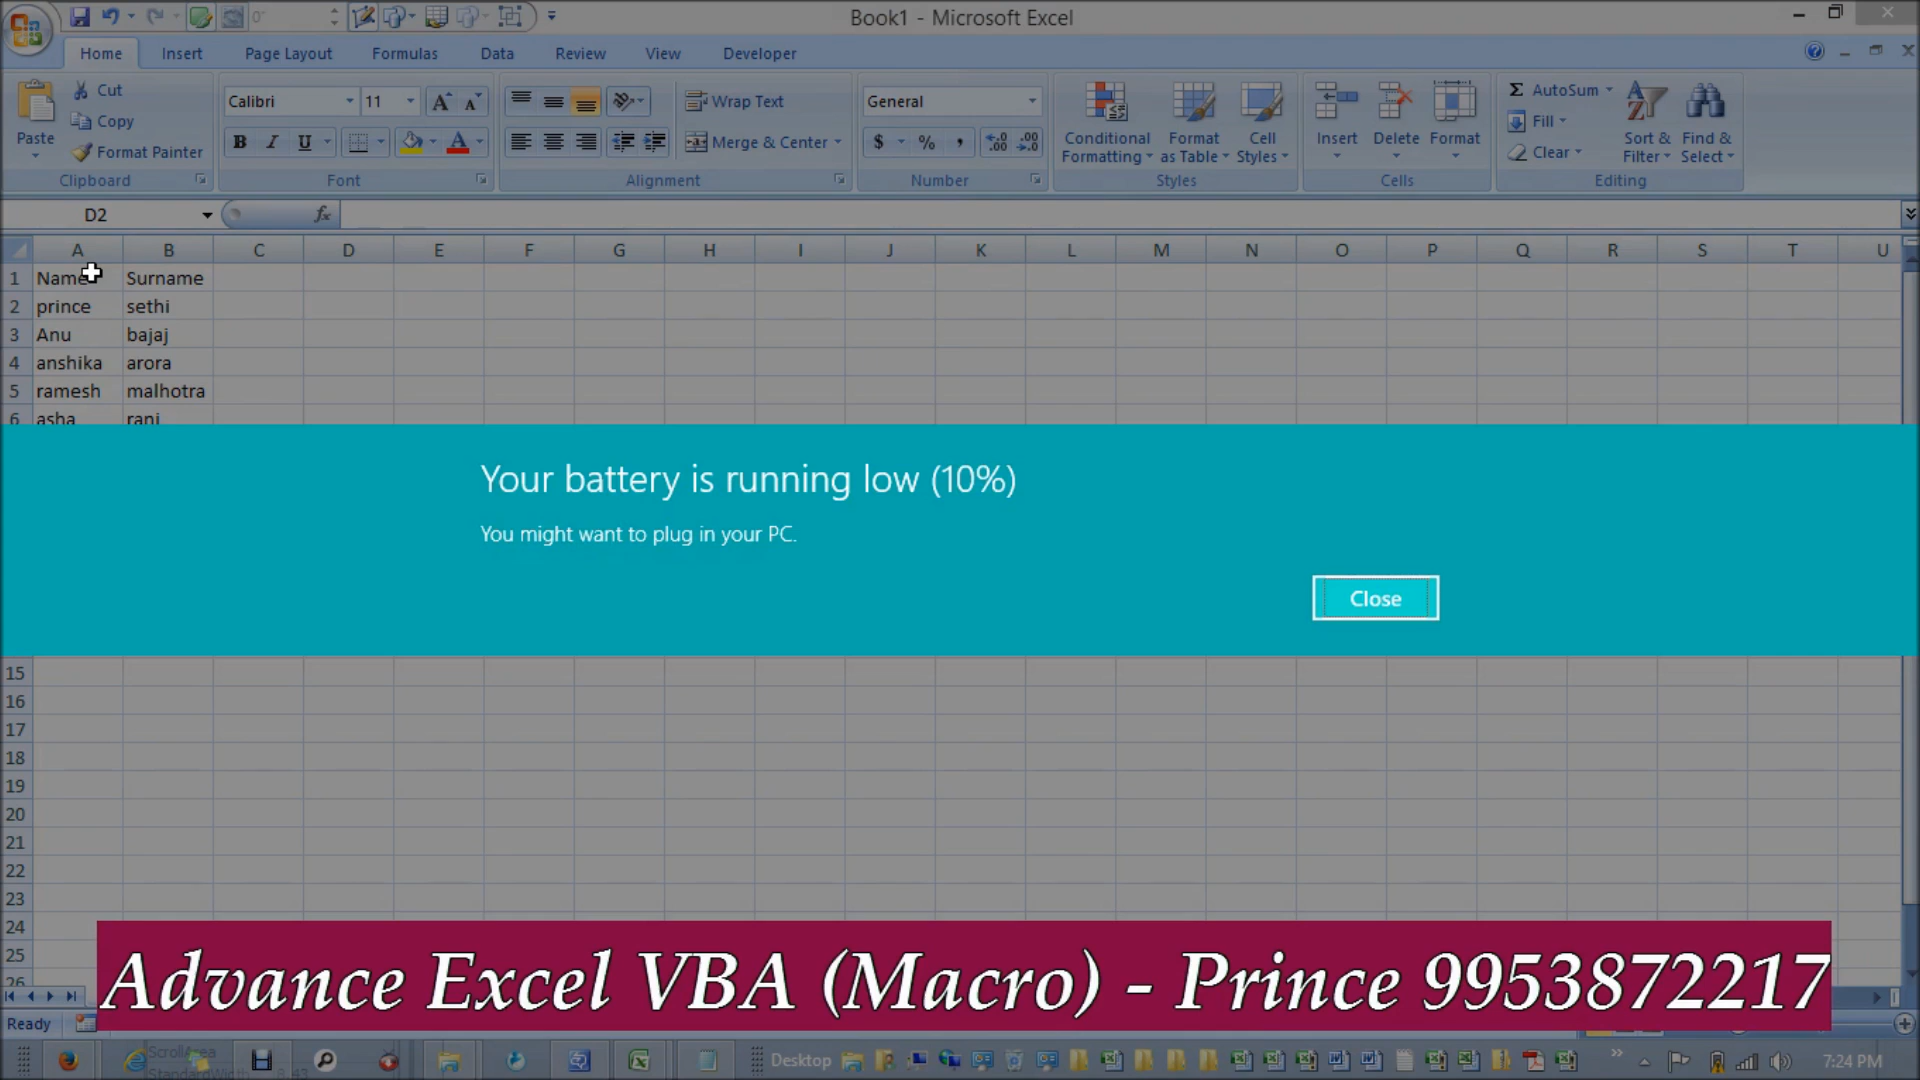 Book1 - Microsoft Excel
Home Insert Page Layout Formulas Data Review View Developer
Paste
Cut
Copy
Format Painter
Clipboard
Calibri 11
B I U
Font
Wrap Text
Merge & Center
Alignment
General
$ % ,
Number
Conditional Formatting
Format as Table
Cell Styles
Styles
Insert Delete Format
Cells
AutoSum
Fill
Clear
Sort & Filter
Find & Select
Editing
D2 fx
A B C D E F G H I J K L M N O P Q R S T U
1 Name Surname
2 prince sethi
3 Anu bajaj
4 anshika arora
5 ramesh malhotra
6 asha rani
Your battery is running low (10%)
You might want to plug in your PC.
Close
15
16
17
18
19
20
21
22
23
24
25
26
Advance Excel VBA (Macro) - Prince 9953872217
Ready
ScrollArea
StandardWidth 8.43
Desktop
7:24 PM